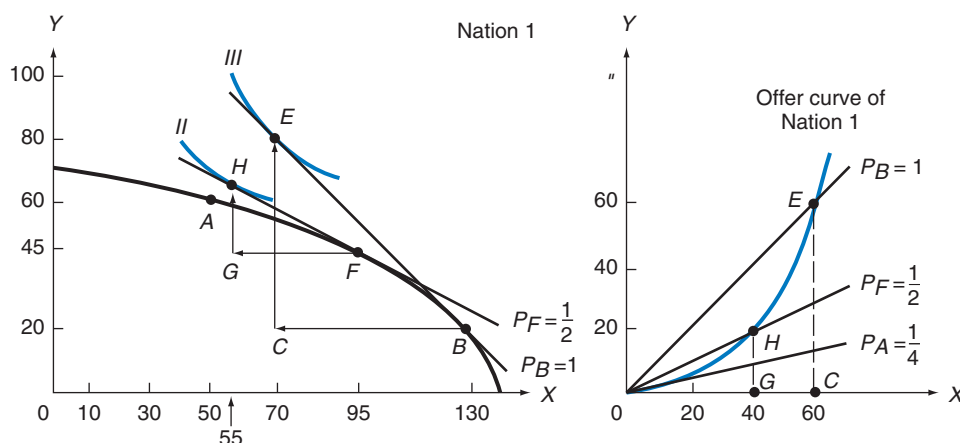 Nation 1
Y
100
80
60
45
20
0 10 30 50 70 95 130
55
X
III
II
E
H
A
G
F
C
B
P_F = 1/2
P_B = 1
Y
"
Offer curve of
Nation 1
60
40
20
0 20 40 60
X
P_B = 1
E
P_F = 1/2
H
P_A = 1/4
G
C